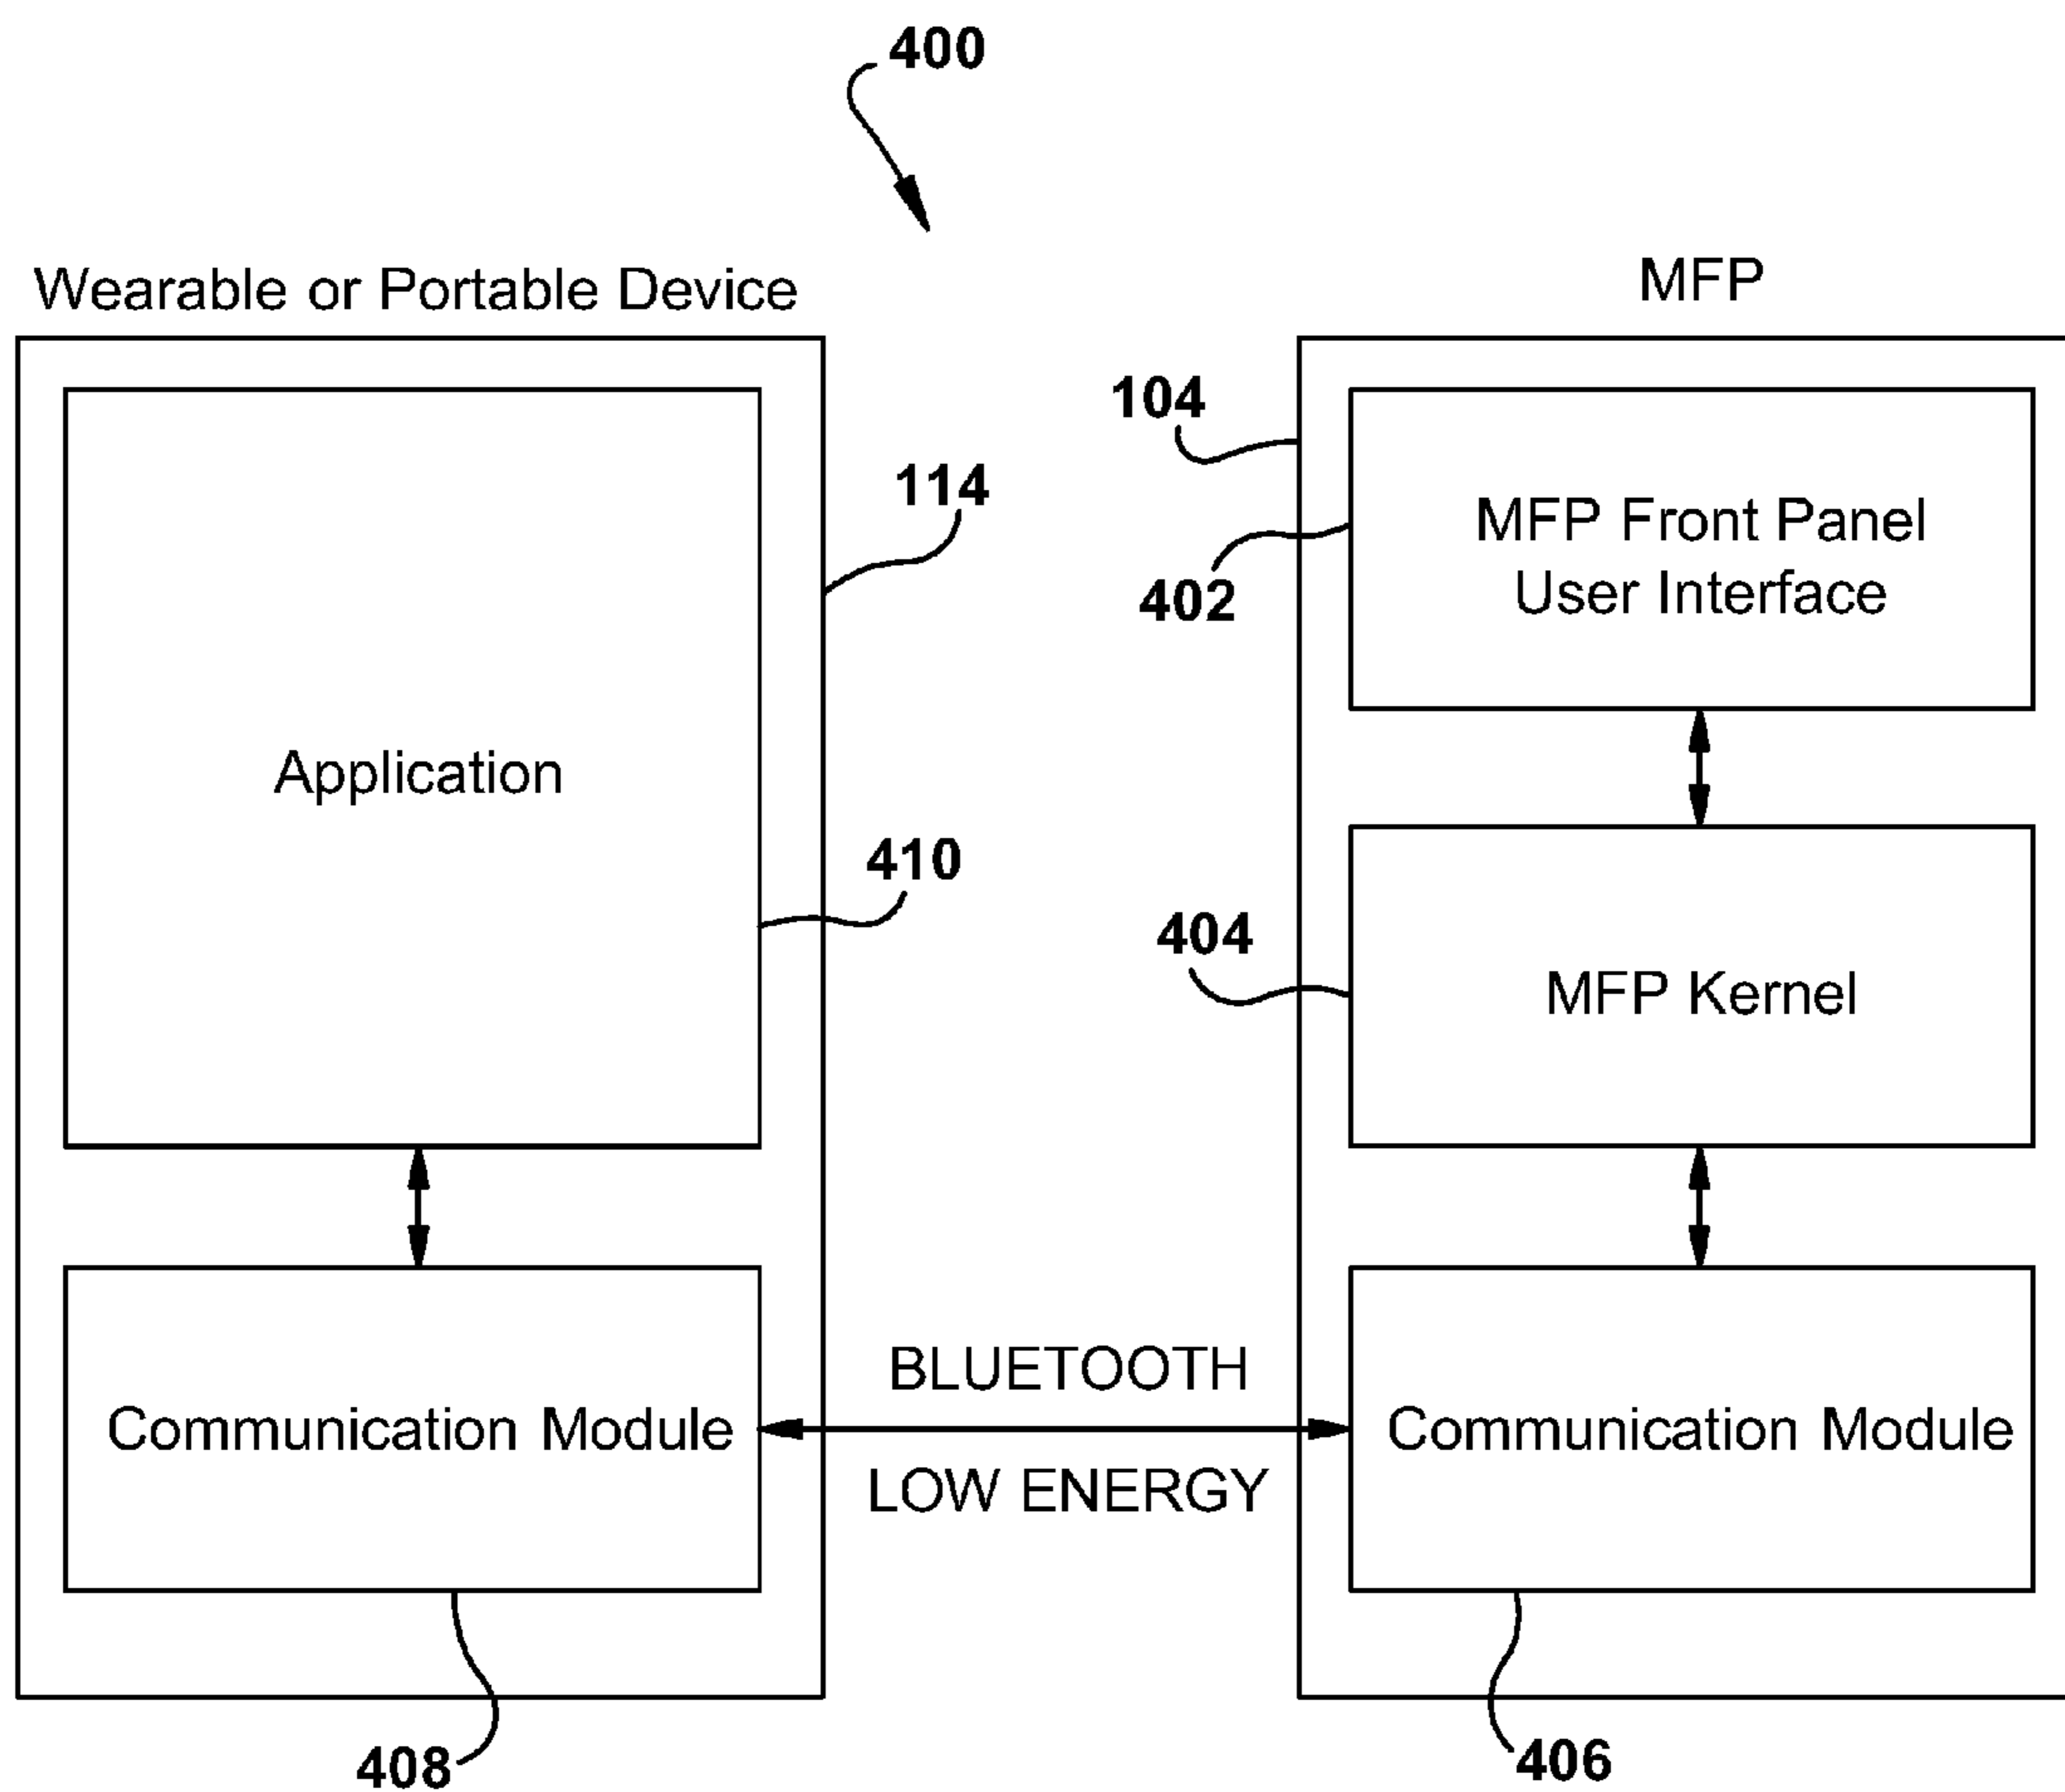 400
Wearable or Portable Device
MFP
104
114
MFP Front Panel
User Interface
402
Application
410
404
MFP Kernel
BLUETOOTH
Communication Module
Communication Module
LOW ENERGY
408
406